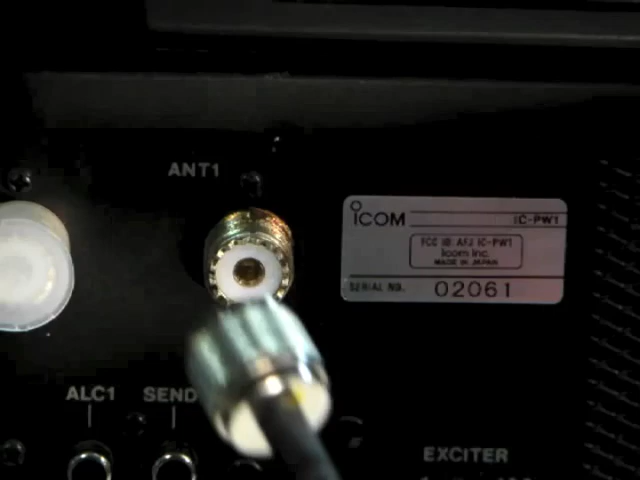 ANT1
ICOM IC-PW1
FCC ID. AFJ IC-PW1
Icom Inc.
MADE IN JAPAN
SERIAL NO. 02061
ALC1 SEND
EXCITER